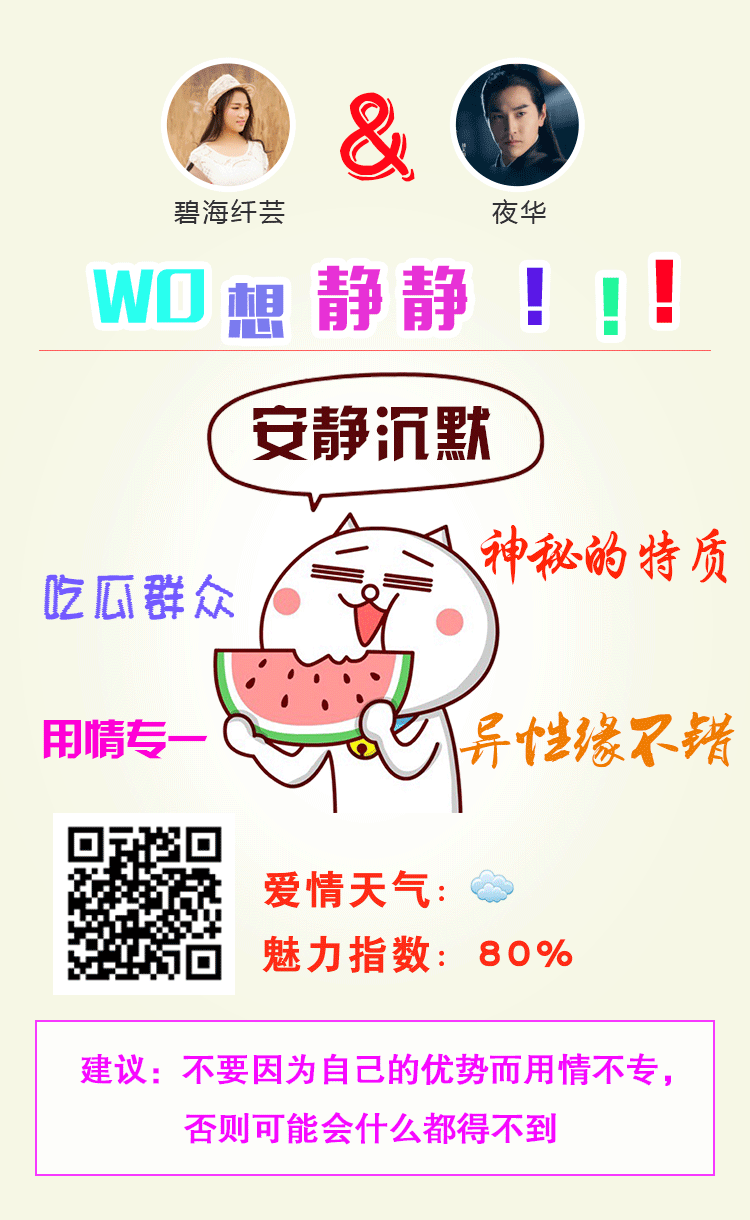 碧海纤芸
&
夜华
WO想静静!!!
安静沉默
神秘的特质
吃瓜群众
用情专一
异性缘不错
爱情天气:
魅力指数: 80%
建议：不要因为自己的优势而用情不专，
否则可能会什么都得不到